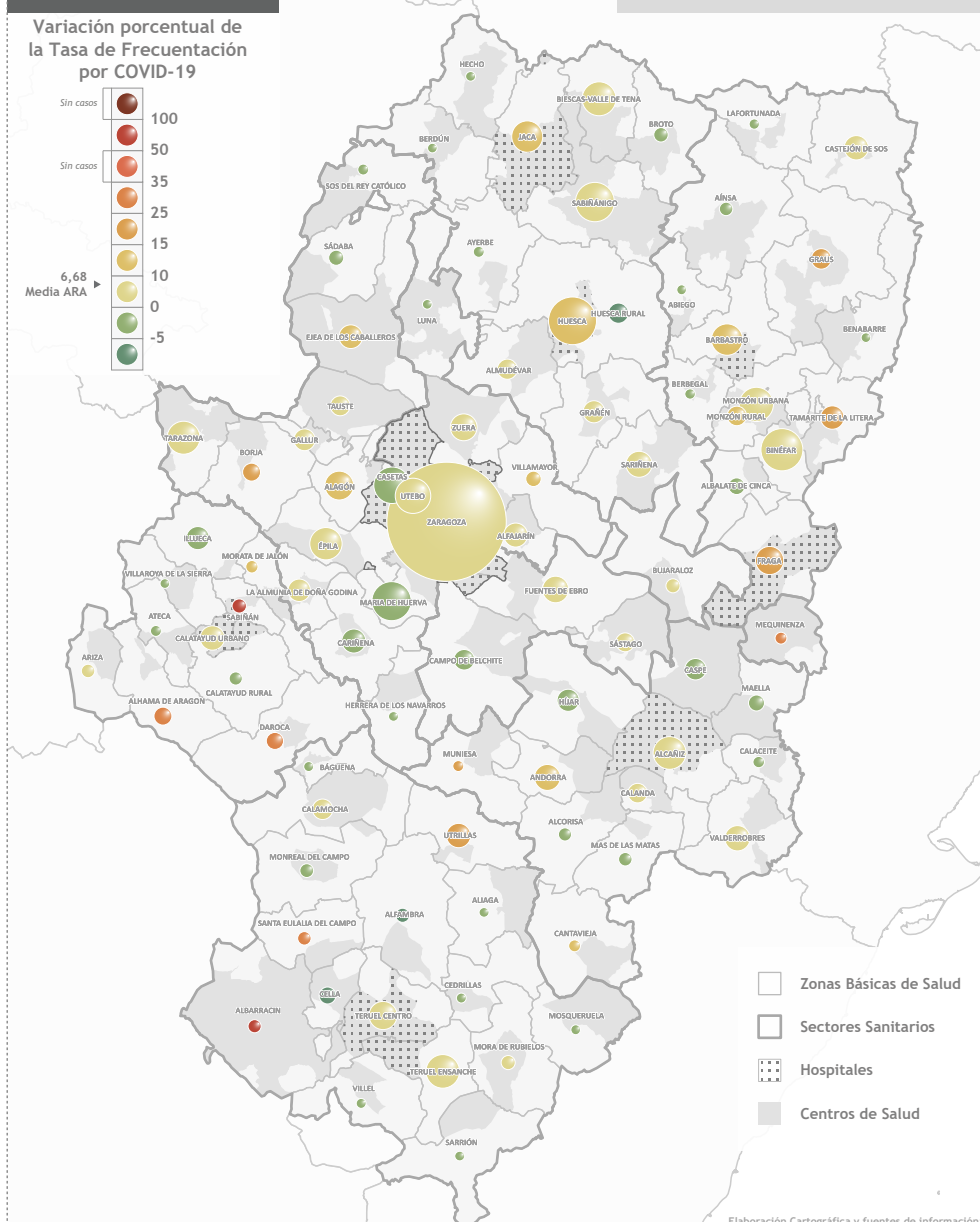 Variación porcentual de
la Tasa de Frecuentación
por COVID-19
Sin casos
100
50
Sin casos
35
25
15
10
6,68
Media ARA
0
-5
HECHO
BIESCAS-VALLE DE TENA
LAFORTUNADA
BROTO
JACA
BERDÚN
CASTEJÓN DE SOS
SOS DEL REY CATÓLICO
SABIÑÁNIGO
AÍNSA
SÁDABA
AYERBE
GRAUS
ABIEGO
HUESCA RURAL
LUNA
HUESCA
BENABARRE
EJEA DE LOS CABALLEROS
BARBASTRO
ALMUDÉVAR
BERBEGAL
MONZÓN URBANA
TAUSTE
GRAÑÉN
MONZÓN RURAL
TAMARITE DE LA LITERA
ZUERA
TARAZONA
GALLUR
BORJA
BINÉFAR
SARIÑENA
VILLAMAYOR
CASETAS
ALAGÓN
ALBALATE DE CINCA
UTEBO
ZARAGOZA
ALFAJARÍN
ILLUECA
ÉPILA
MORATA DE JALÓN
FRAGA
BUJARALOZ
VILLAROYA DE LA SIERRA
LA ALMUNIA DE DOÑA GODINA
FUENTES DE EBRO
MARIA DE HUERVA
SABIÑÁN
ATECA
MEQUINENZA
CALATAYUD URBANO
CARIÑENA
SÁSTAGO
ARIZA
CAMPO DE BELCHITE
CASPE
CALATAYUD RURAL
MAELLA
ALHAMA DE ARAGON
HÍJAR
HERRERA DE LOS NAVARROS
DAROCA
CALACEITE
MUNIESA
ALCAÑIZ
BÁGUENA
ANDORRA
CALANDA
CALAMOCHA
ALCORISA
UTRILLAS
VALDERROBRES
MAS DE LAS MATAS
MONREAL DEL CAMPO
ALIAGA
ALFAMBRA
SANTA EULALIA DEL CAMPO
CANTAVIEJA
CEDRILLAS
CELLA
ALBARRACIN
TERUEL CENTRO
MOSQUERUELA
MORA DE RUBIELOS
TERUEL ENSANCHE
VILLEL
SARRIÓN
Zonas Básicas de Salud
Sectores Sanitarios
Hospitales
Centros de Salud
Elaboración Cartográfica y fuentes de información